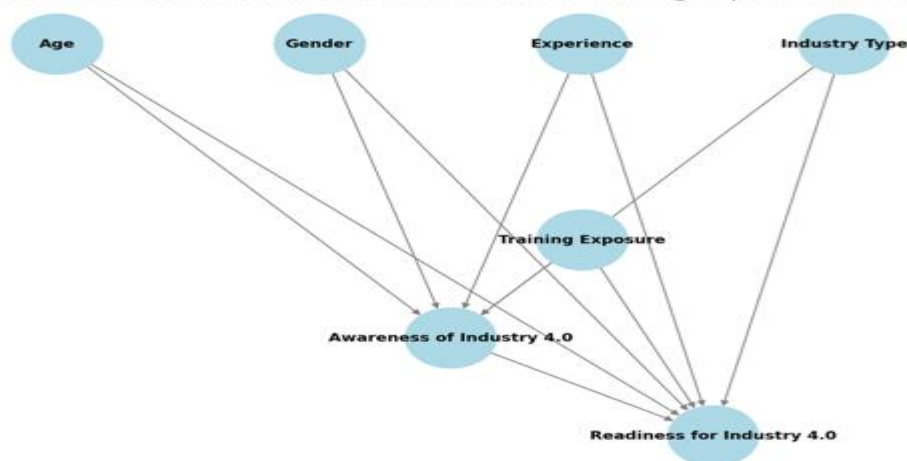 Age
Gender
Experience
Industry Type
Training Exposure
Awareness of Industry 4.0
Readiness for Industry 4.0